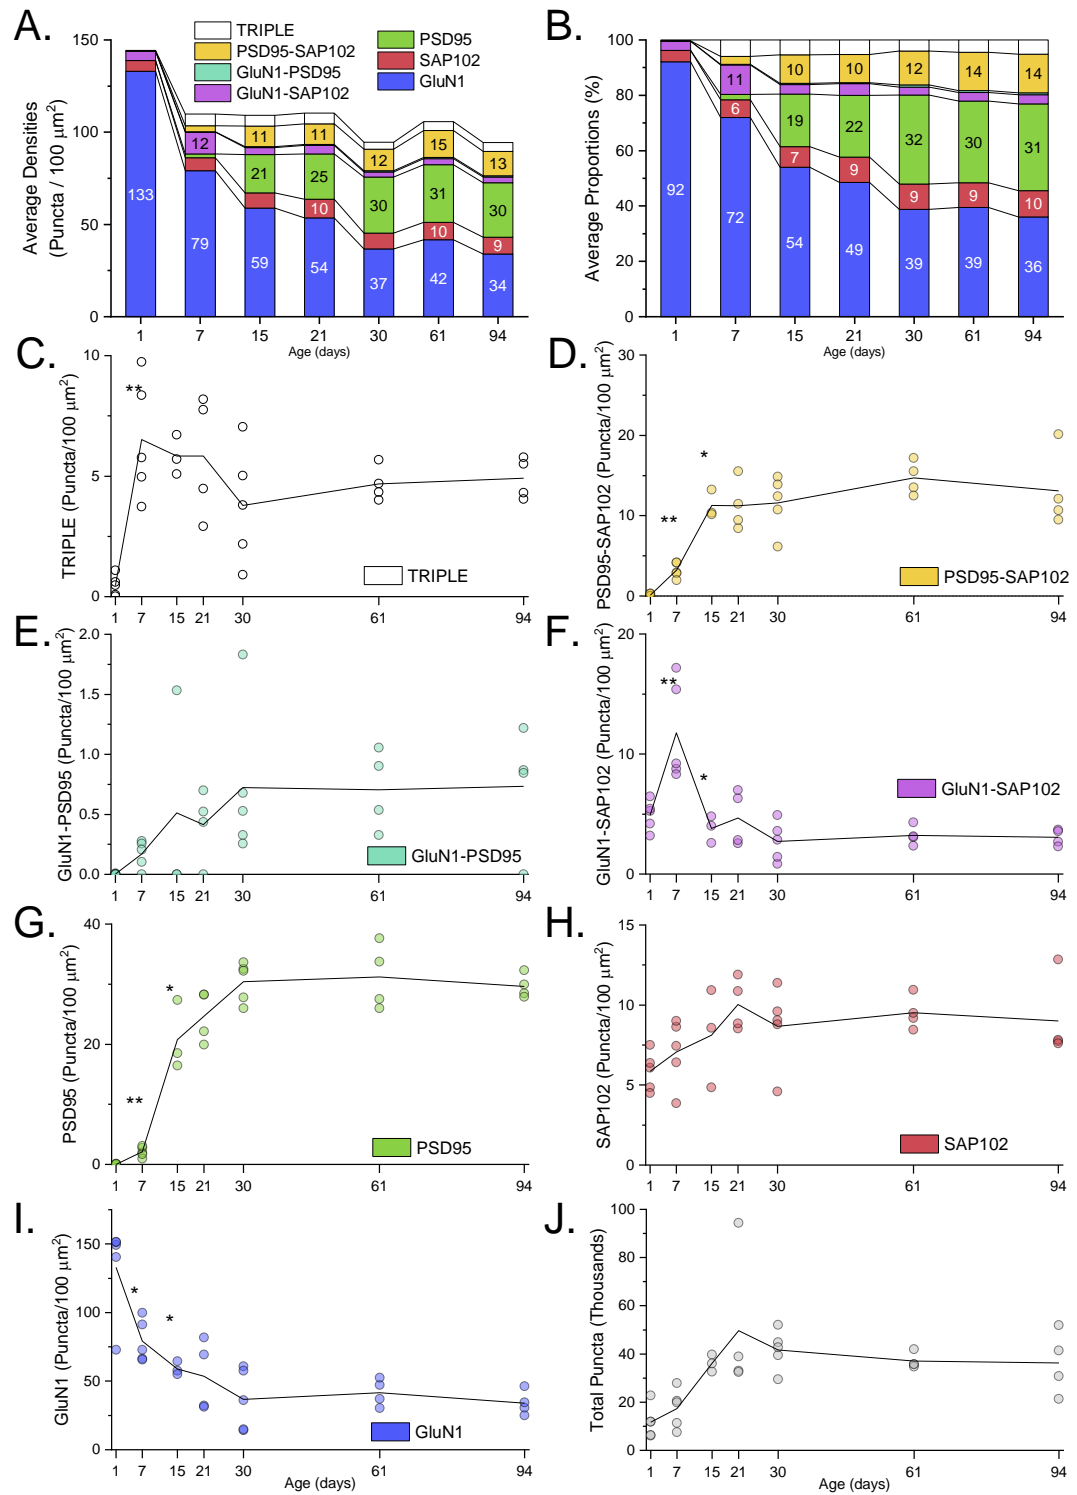 A.
TRIPLE
PSD95-SAP102
GluN1-PSD95
GluN1-SAP102
PSD95
SAP102
GluN1
Average Densities
(Puncta / 100 μm²)
150
100
50
0
133
79
12
59
21
11
54
10
25
11
37
30
12
42
10
31
15
34
9
30
13
1 7 15 21 30 61 94
Age (days)
B.
Average Proportions (%)
100
80
60
40
20
0
92
72
6
11
54
7
19
10
49
9
22
10
39
9
32
12
39
9
30
14
36
10
31
14
1 7 15 21 30 61 94
Age (days)
C.
TRIPLE (Puncta/100 μm²)
10
5
0
**
TRIPLE
1 7 15 21 30 61 94
D.
PSD95-SAP102 (Puncta/100 μm²)
30
20
10
0
**
*
PSD95-SAP102
1 7 15 21 30 61 94
E.
GluN1-PSD95 (Puncta/100 μm²)
2.0
1.5
1.0
0.5
0.0
GluN1-PSD95
1 7 15 21 30 61 94
F.
GluN1-SAP102 (Puncta/100 μm²)
20
10
0
**
*
GluN1-SAP102
1 7 15 21 30 61 94
G.
PSD95 (Puncta/100 μm²)
40
20
0
**
*
PSD95
1 7 15 21 30 61 94
H.
SAP102 (Puncta/100 μm²)
15
10
5
0
SAP102
1 7 15 21 30 61 94
I.
GluN1 (Puncta/100 μm²)
150
100
50
0
*
*
GluN1
1 7 15 21 30 61 94
Age (days)
J.
Total Puncta (Thousands)
100
80
60
40
20
0
1 7 15 21 30 61 94
Age (days)